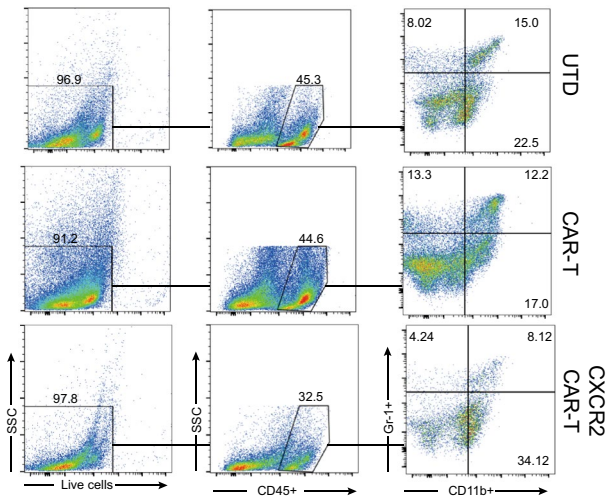 8.02 15.0
96.9
45.3
22.5
UTD
13.3 12.2
91.2
44.6
17.0
CAR-T
4.24 8.12
97.8
32.5
34.12
CXCR2
CAR-T
SSC
SSC
Gr-1+
Live cells
CD45+
CD11b+